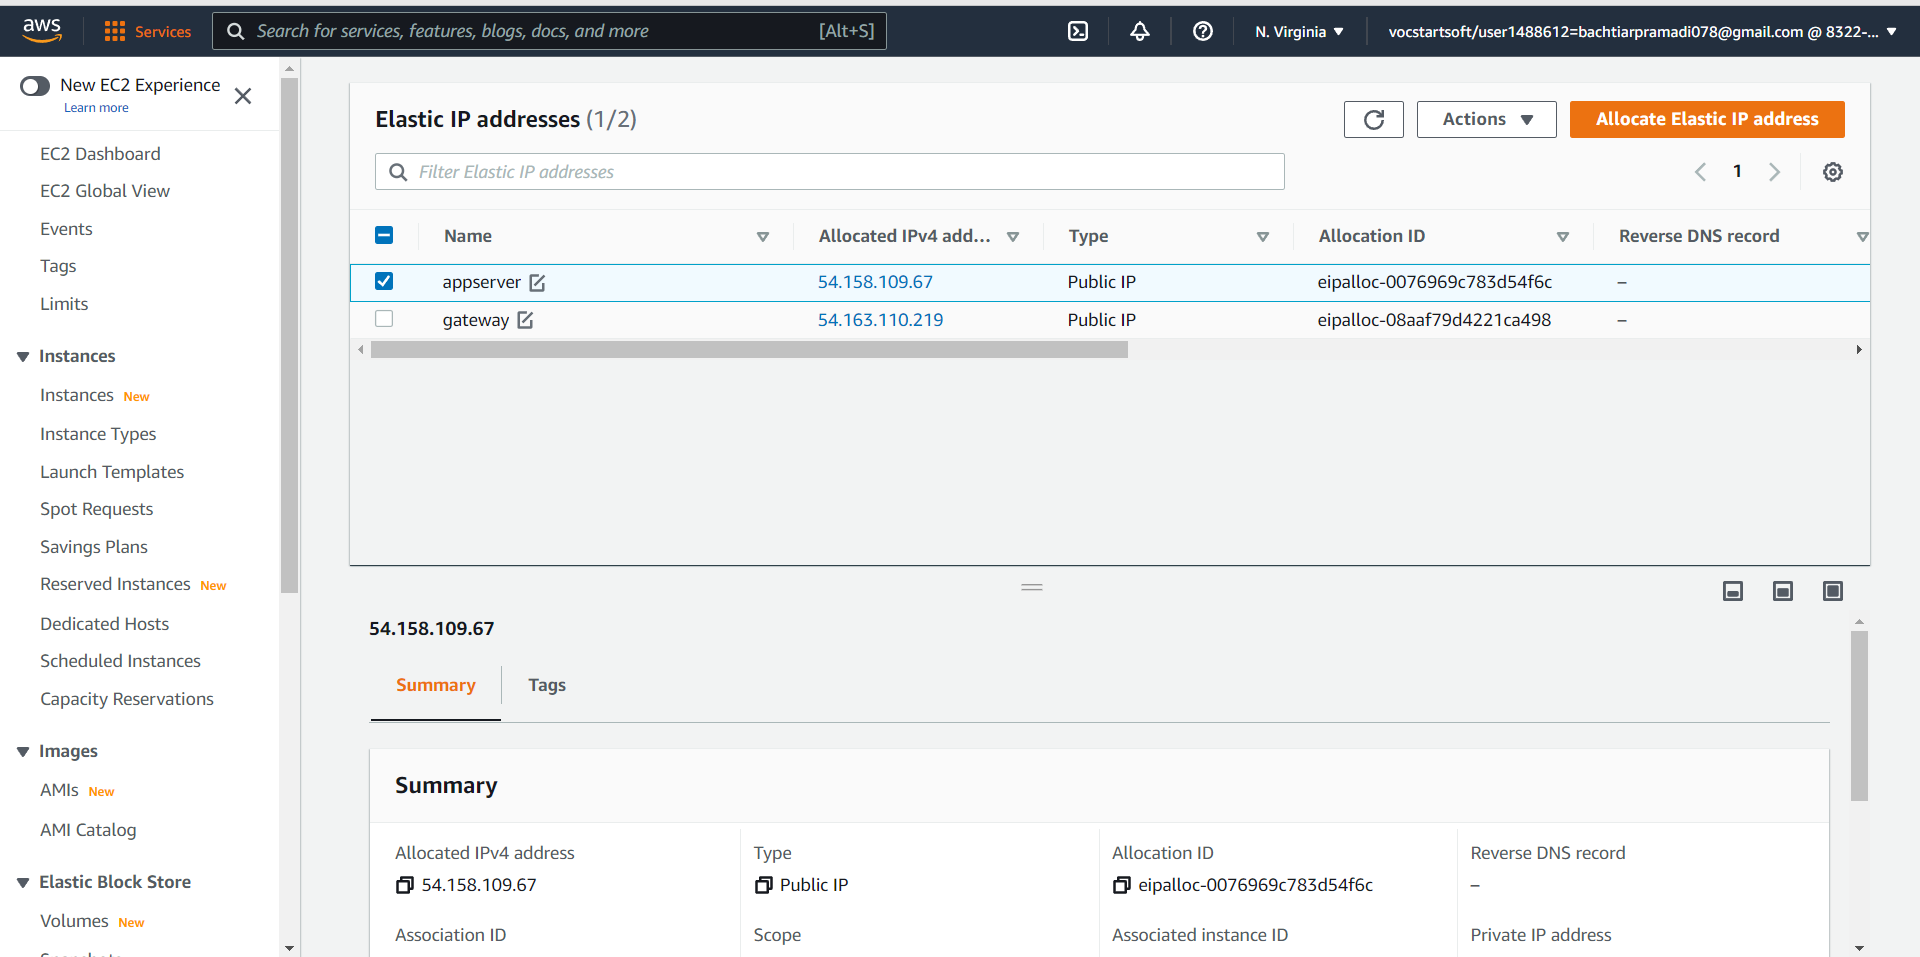 aws
Services
Search for services, features, blogs, docs, and more [Alt+S]
N. Virginia
vocstartsoft/user1488612=bachtiarpramadi078@gmail.com @ 8322-...
New EC2 Experience
Learn more
EC2 Dashboard
EC2 Global View
Events
Tags
Limits
Instances
Instances New
Instance Types
Launch Templates
Spot Requests
Savings Plans
Reserved Instances New
Dedicated Hosts
Scheduled Instances
Capacity Reservations
Images
AMIs New
AMI Catalog
Elastic Block Store
Volumes New
Elastic IP addresses (1/2)
Actions
Allocate Elastic IP address
Filter Elastic IP addresses
1
Name Allocated IPv4 add... Type Allocation ID Reverse DNS record
appserver 54.158.109.67 Public IP eipalloc-0076969c783d54f6c –
gateway 54.163.110.219 Public IP eipalloc-08aaf79d4221ca498 –
54.158.109.67
Summary Tags
Summary
Allocated IPv4 address Type Allocation ID Reverse DNS record
54.158.109.67 Public IP eipalloc-0076969c783d54f6c –
Association ID Scope Associated instance ID Private IP address